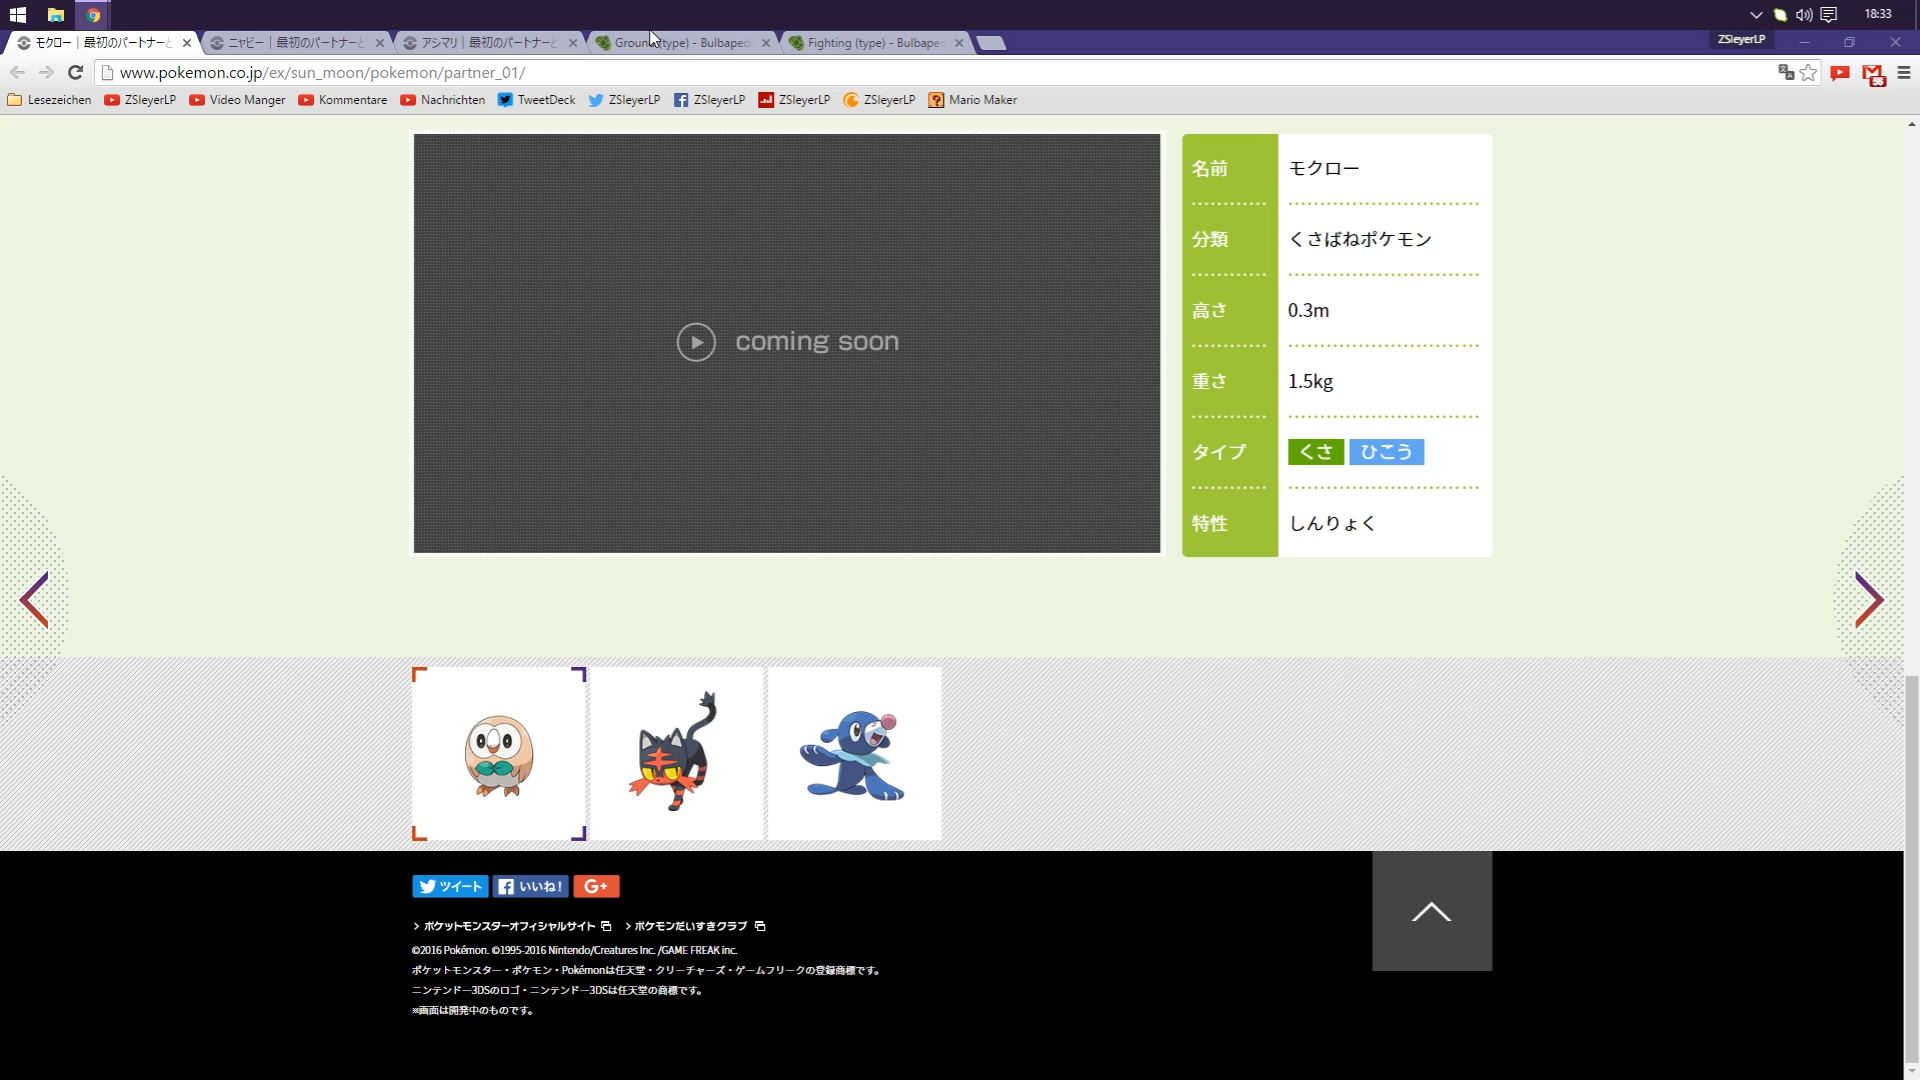 18:33
モクロー｜最初のパートナーと
ニャビー｜最初のパートナーと
アシマリ｜最初のパートナーと
Ground (type) - Bulbaped
Fighting (type) - Bulbaped
ZSleyerLP
www.pokemon.co.jp/ex/sun_moon/pokemon/partner_01/
Lesezeichen
ZSleyerLP
Video Manger
Kommentare
Nachrichten
TweetDeck
ZSleyerLP
ZSleyerLP
ZSleyerLP
ZSleyerLP
Mario Maker
coming soon
名前 モクロー
分類 くさばねポケモン
高さ 0.3m
重さ 1.5kg
タイプ くさ ひこう
特性 しんりょく
ツイート
いいね！
G+
ポケットモンスターオフィシャルサイト
ポケモンだいすきクラブ
©2016 Pokémon. ©1995-2016 Nintendo/Creatures Inc. /GAME FREAK inc.
ポケットモンスター・ポケモン・Pokémonは任天堂・クリーチャーズ・ゲームフリークの登録商標です。
ニンテンドー3DSのロゴ・ニンテンドー3DSは任天堂の商標です。
※画面は開発中のものです。